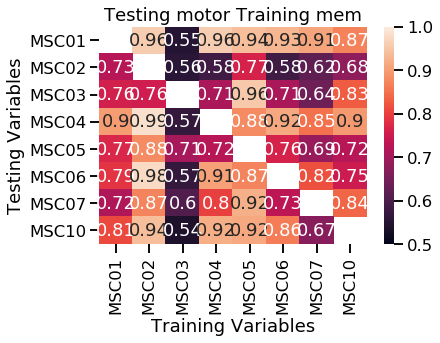 Testing motor Training mem
Testing Variables
MSC01 0.96 0.55 0.96 0.94 0.93 0.91 0.87
MSC02 0.73 0.56 0.58 0.77 0.58 0.62 0.68
MSC03 0.76 0.76 0.71 0.96 0.71 0.64 0.83
MSC04 0.9 0.99 0.57 0.88 0.92 0.85 0.9
MSC05 0.77 0.88 0.71 0.72 0.76 0.69 0.72
MSC06 0.79 0.98 0.57 0.91 0.87 0.82 0.75
MSC07 0.72 0.87 0.6 0.8 0.92 0.73 0.84
MSC10 0.81 0.94 0.54 0.92 0.92 0.86 0.67
MSC01 MSC02 MSC03 MSC04 MSC05 MSC06 MSC07 MSC10
Training Variables
1.0
0.9
0.8
0.7
0.6
0.5